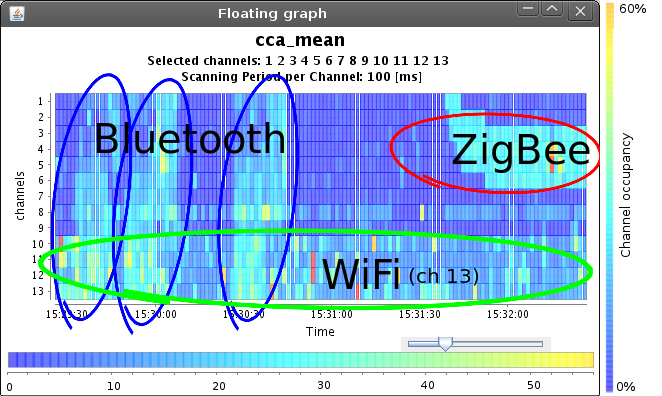 Floating graph
60%
cca_mean
Selected channels: 1 2 3 4 5 6 7 8 9 10 11 12 13
Scanning Period per Channel: 100 [ms]
channels
1
2
3
4
5
6
7
8
9
10
11
12
13
Bluetooth
ZigBee
WiFi (ch 13)
Channel occupancy
15:29:30 15:30:00 15:30:30 15:31:00 15:31:30 15:32:00
Time
0 10 20 30 40 50
0%